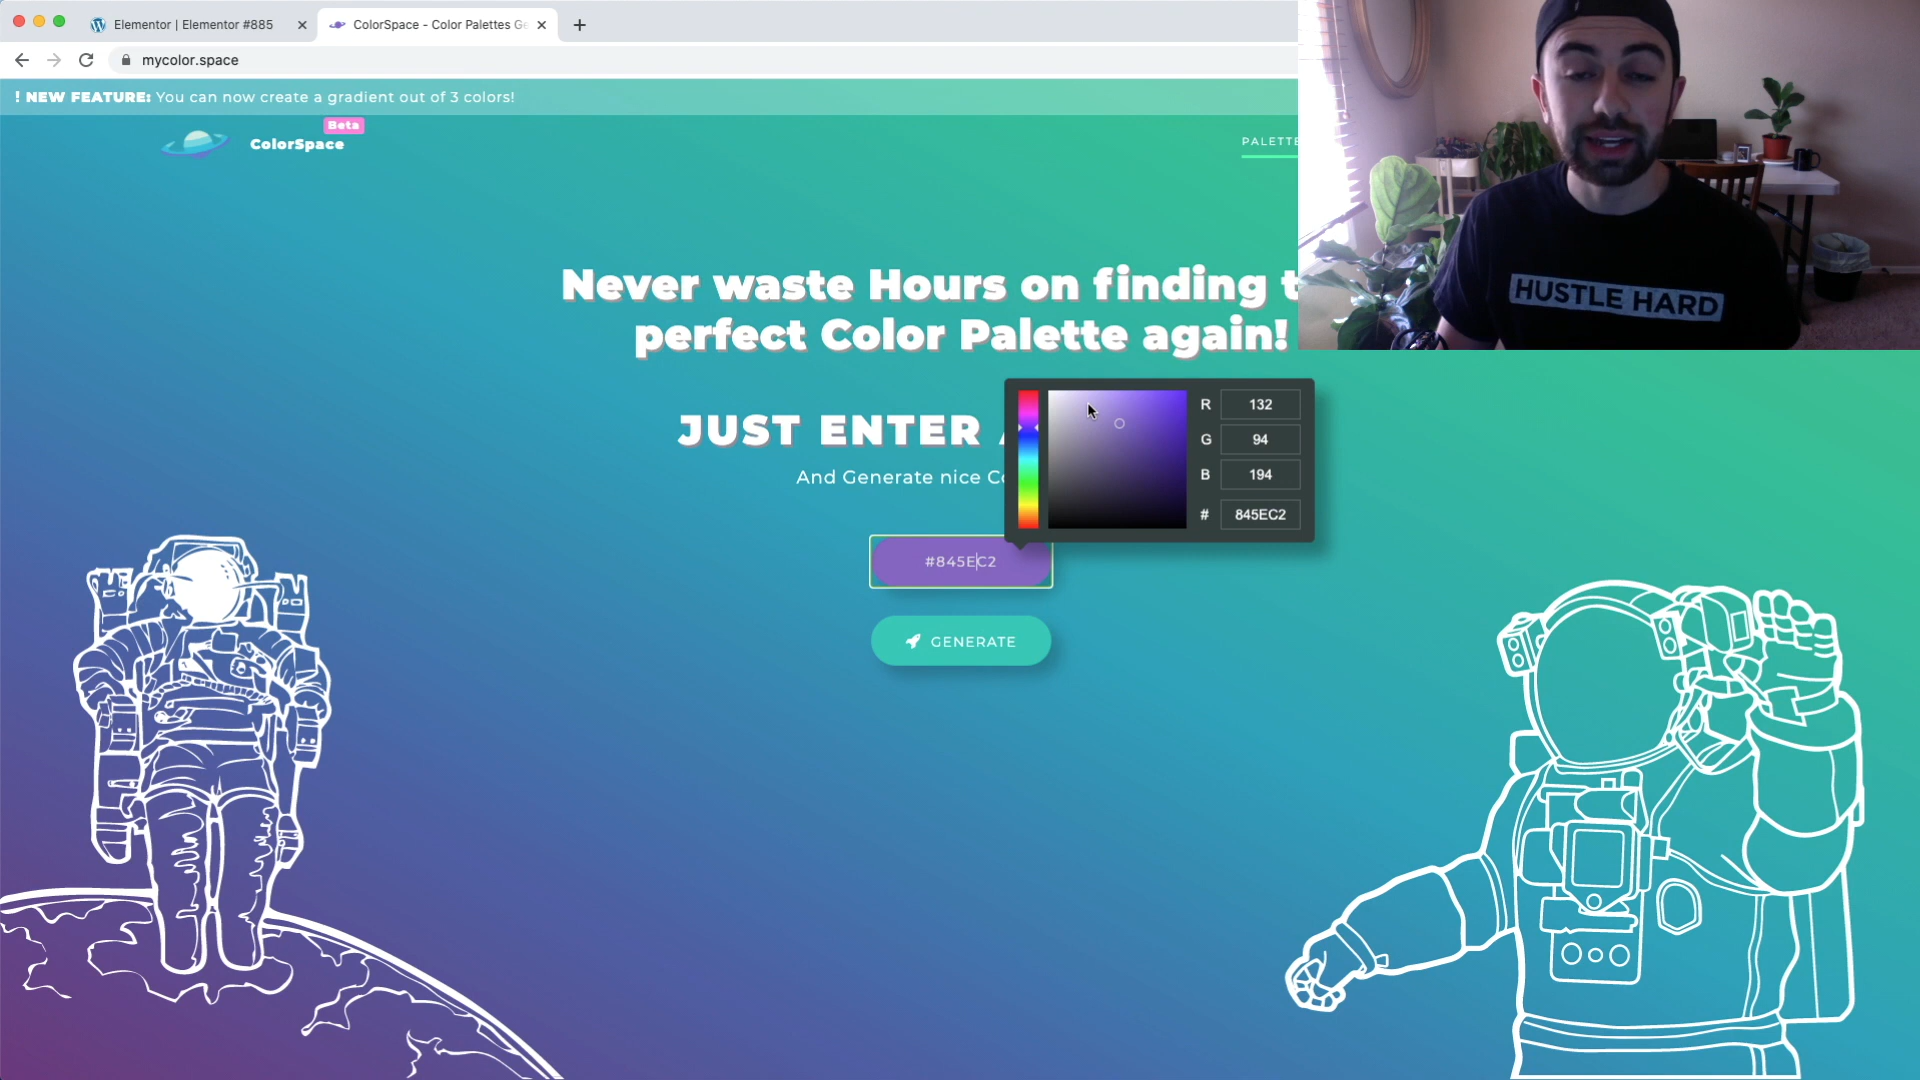 Elementor | Elementor #885
ColorSpace - Color Palettes Ge
mycolor.space
! NEW FEATURE: You can now create a gradient out of 3 colors!
Beta
ColorSpace
PALETTE
HUSTLE HARD
Never waste Hours on finding t
perfect Color Palette again!
JUST ENTER
And Generate nice Co
R 132
G 94
B 194
# 845EC2
#845EC2
GENERATE